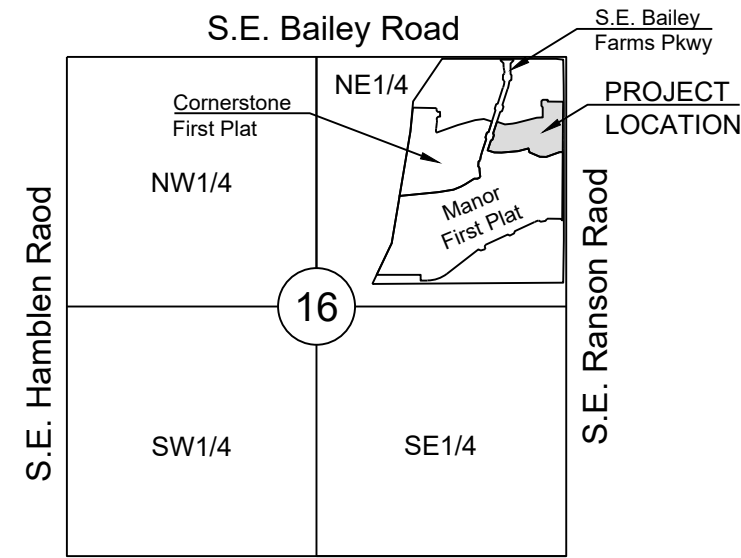 S.E. Bailey Road
S.E. Bailey
Farms Pkwy
NE1/4
PROJECT
LOCATION
Cornerstone
First Plat
NW1/4
Manor
First Plat
S.E. Hamblen Raod
16
S.E. Ranson Raod
SW1/4
SE1/4